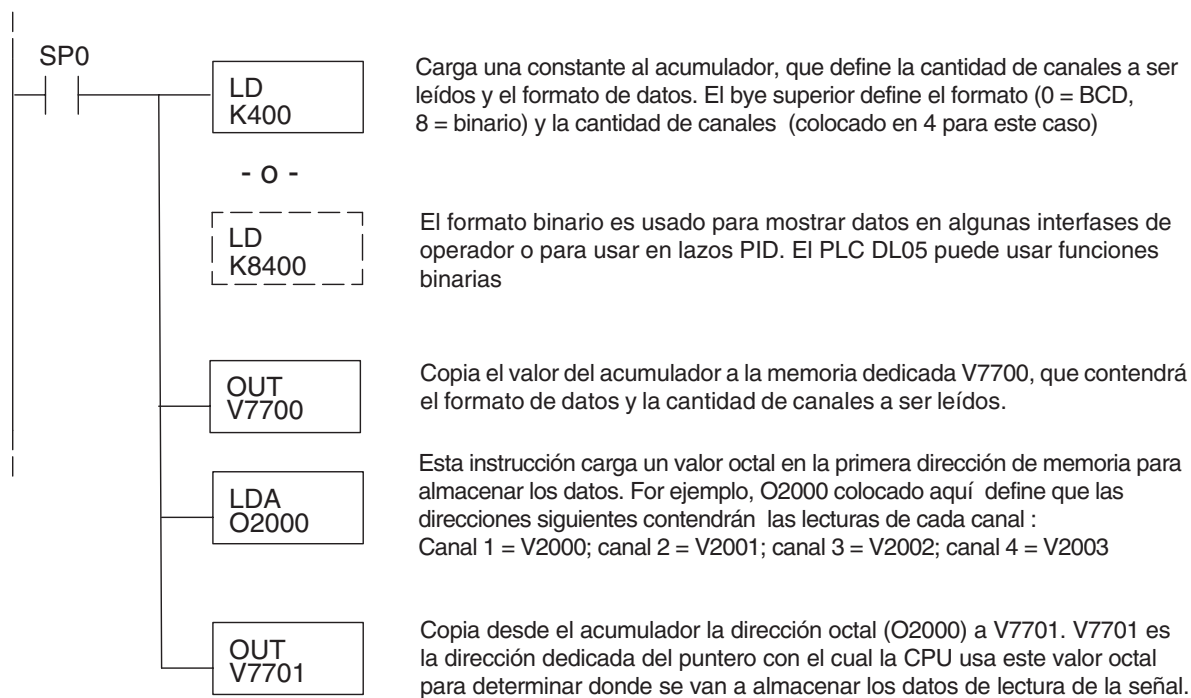 SP0
LD
K400
Carga una constante al acumulador, que define la cantidad de canales a ser
leídos y el formato de datos. El bye superior define el formato (0 = BCD,
8 = binario) y la cantidad de canales (colocado en 4 para este caso)
- o -
LD
K8400
El formato binario es usado para mostrar datos en algunas interfases de
operador o para usar en lazos PID. El PLC DL05 puede usar funciones
binarias
OUT
V7700
Copia el valor del acumulador a la memoria dedicada V7700, que contendrá
el formato de datos y la cantidad de canales a ser leídos.
LDA
O2000
Esta instrucción carga un valor octal en la primera dirección de memoria para
almacenar los datos. For ejemplo, O2000 colocado aquí define que las
direcciones siguientes contendrán las lecturas de cada canal :
Canal 1 = V2000; canal 2 = V2001; canal 3 = V2002; canal 4 = V2003
OUT
V7701
Copia desde el acumulador la dirección octal (O2000) a V7701. V7701 es
la dirección dedicada del puntero con el cual la CPU usa este valor octal
para determinar donde se van a almacenar los datos de lectura de la señal.